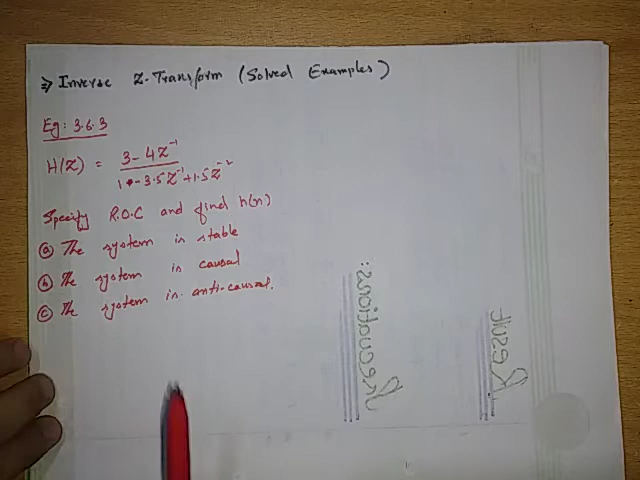 ⇒ Inverse Z-Transform (Solved Examples)
Eg: 3.6.3
H(Z) = 3 - 4Z⁻¹ / 1 - 3.5Z⁻¹ + 1.5Z⁻²
Specify R.O.C and find h(n)
ⓐ The system is stable
ⓑ The system is causal
ⓒ The system is anti-causal.
Precautions:
Result